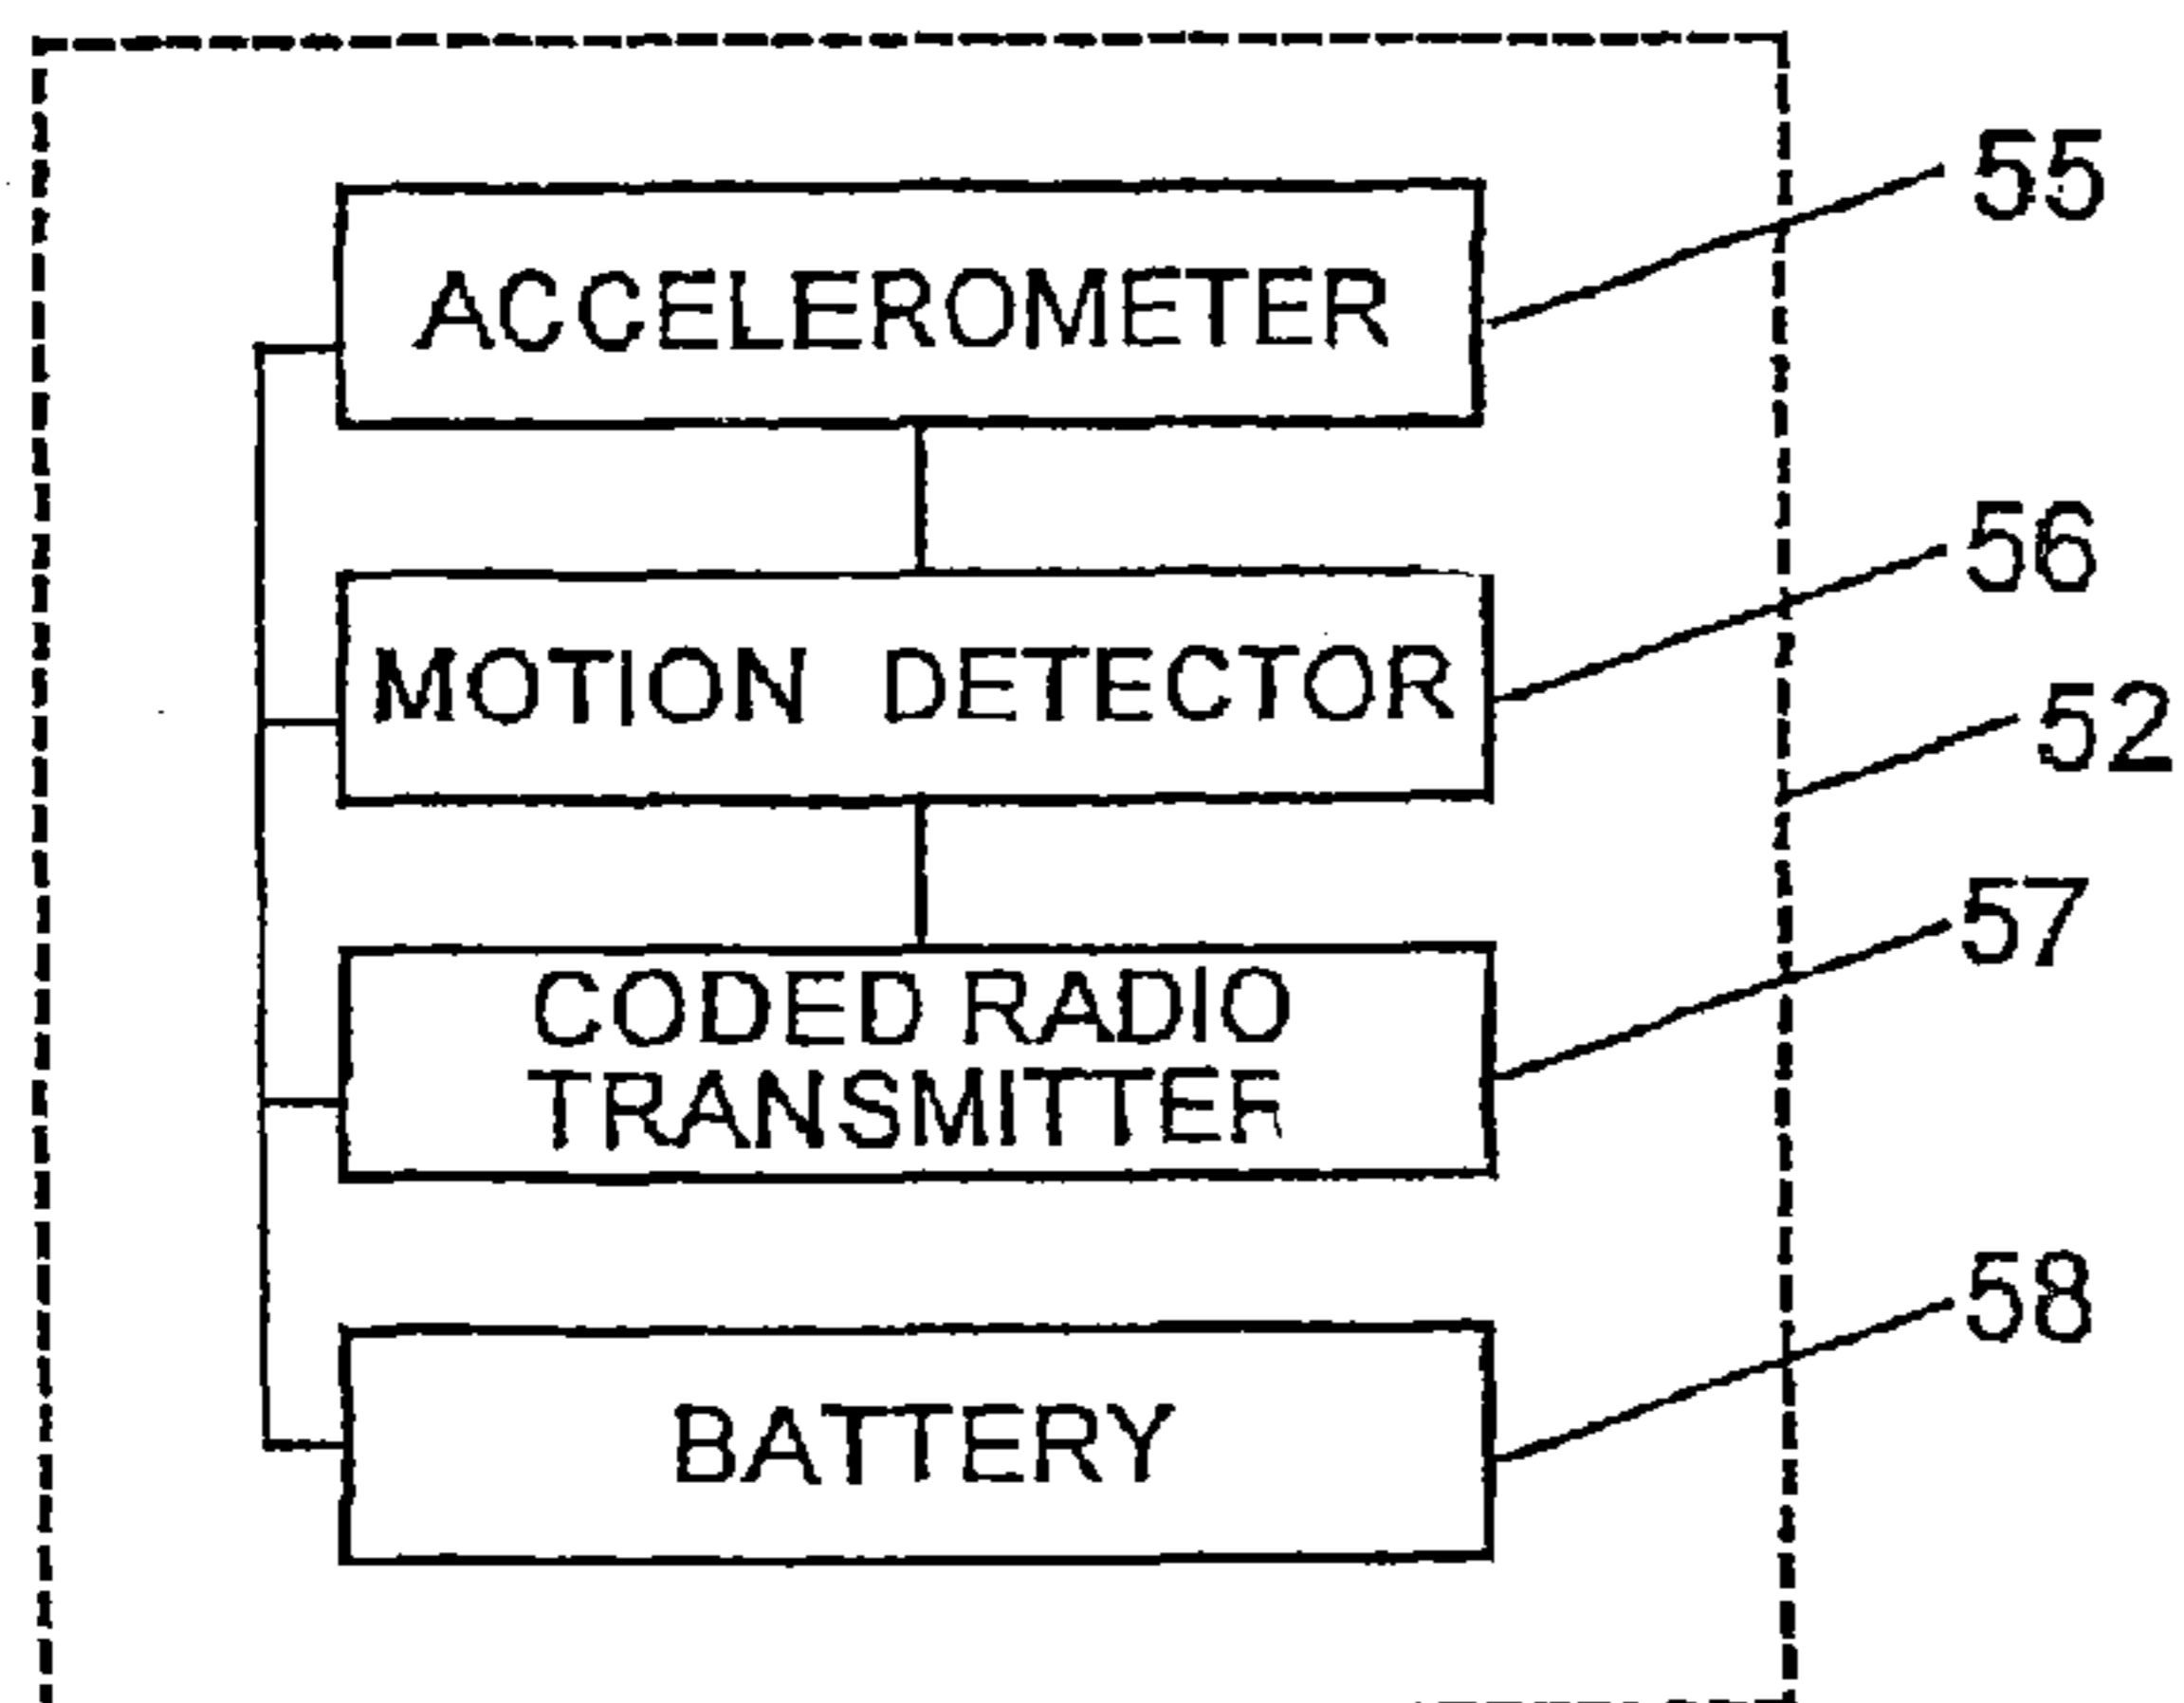 55
ACCELEROMETER
56
MOTION DETECTOR
52
57
CODED RADIO
TRANSMITTER
58
BATTERY